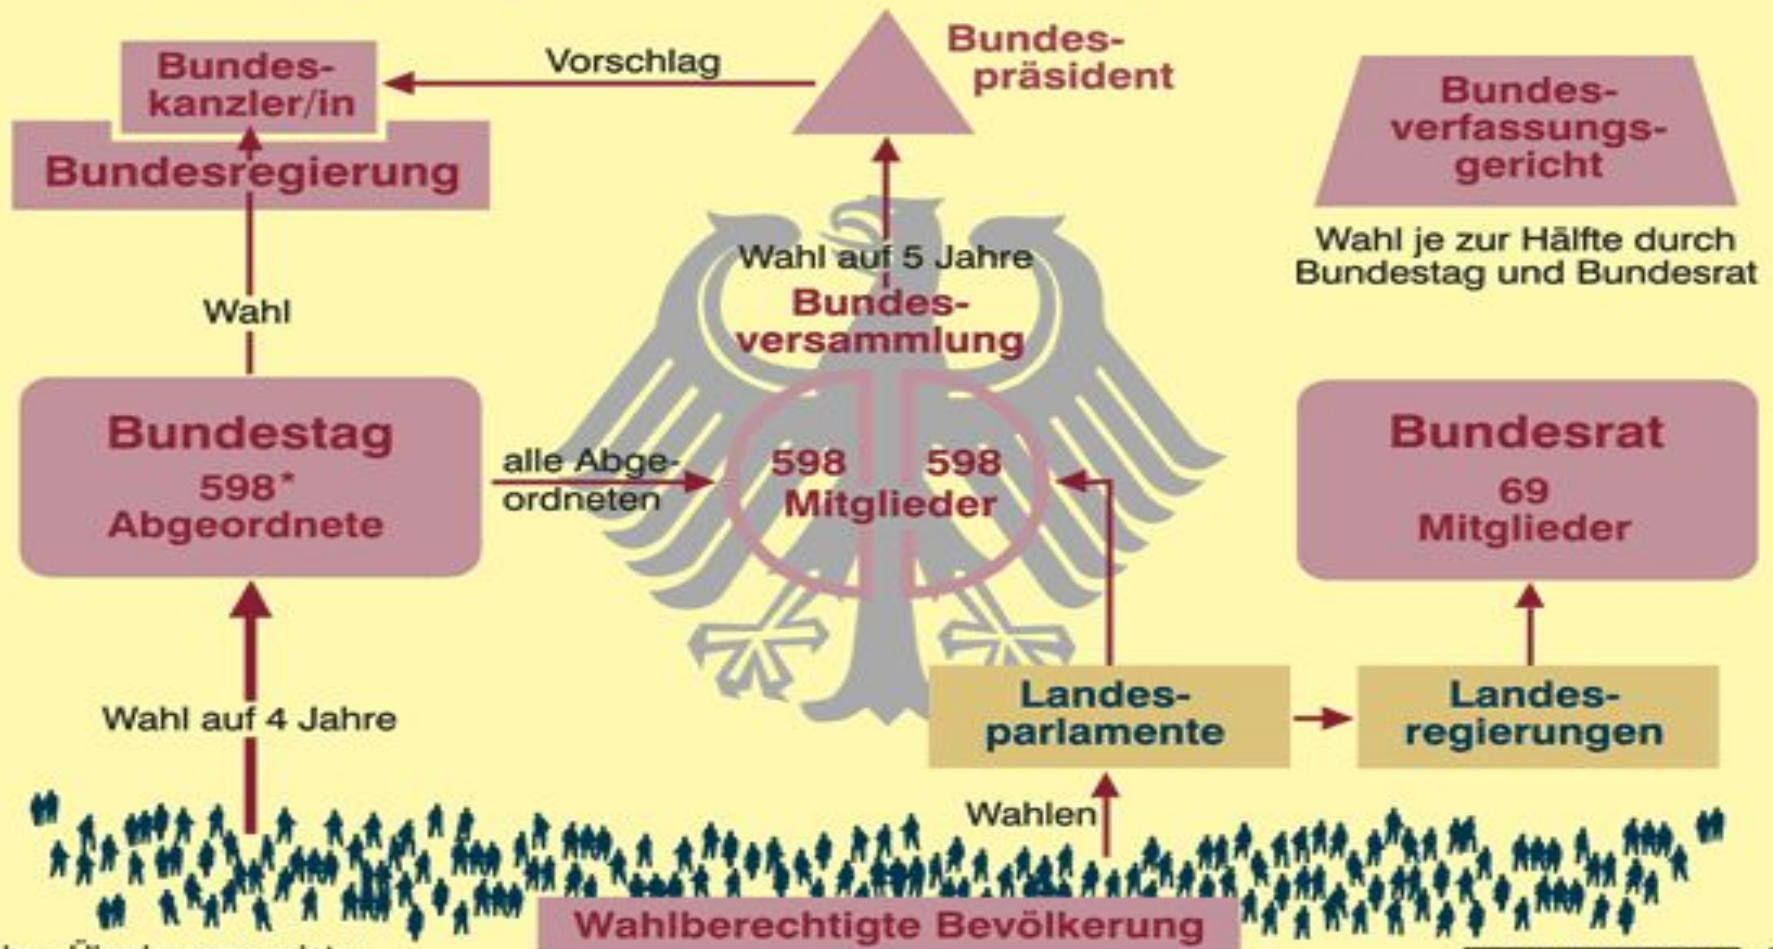 Bundes-
kanzler/in
Bundesregierung
Vorschlag
Bundes-
präsident
Bundes-
verfassungs-
gericht
Wahl je zur Hälfte durch
Bundestag und Bundesrat
Wahl
Wahl auf 5 Jahre
Bundes-
versammlung
Bundestag
598*
Abgeordnete
alle Abge-
ordneten
598 598
Mitglieder
Bundesrat
69
Mitglieder
Wahl auf 4 Jahre
Landes-
parlamente
Landes-
regierungen
Wahlen
Wahlberechtigte Bevölkerung